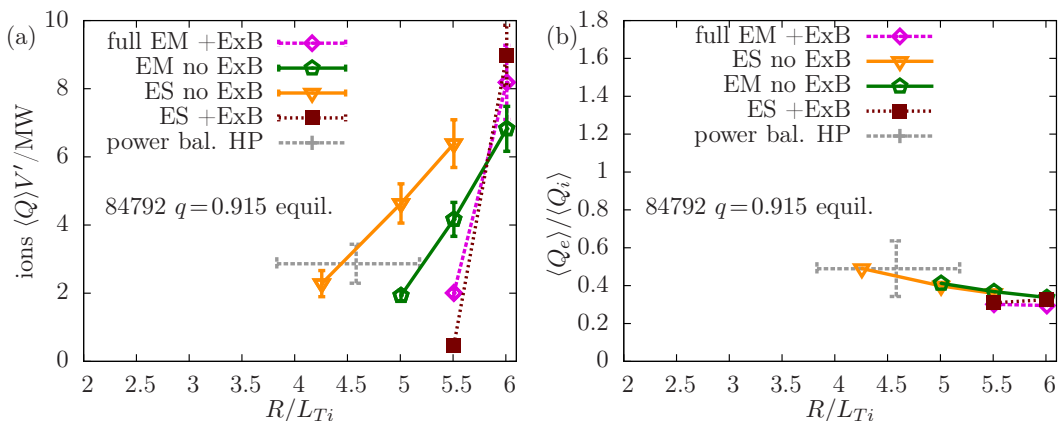 (a)
ions ⟨Q⟩V′/MW
10
8
6
4
2
0
full EM +ExB
EM no ExB
ES no ExB
ES +ExB
power bal. HP
84792 q=0.915 equil.
2 2.5 3 3.5 4 4.5 5 5.5 6
R/L_{Ti}
(b)
⟨Q_e⟩/⟨Q_i⟩
1.8
1.6
1.4
1.2
1
0.8
0.6
0.4
0.2
0
full EM +ExB
ES no ExB
EM no ExB
ES +ExB
power bal. HP
84792 q=0.915 equil.
2 2.5 3 3.5 4 4.5 5 5.5 6
R/L_{Ti}